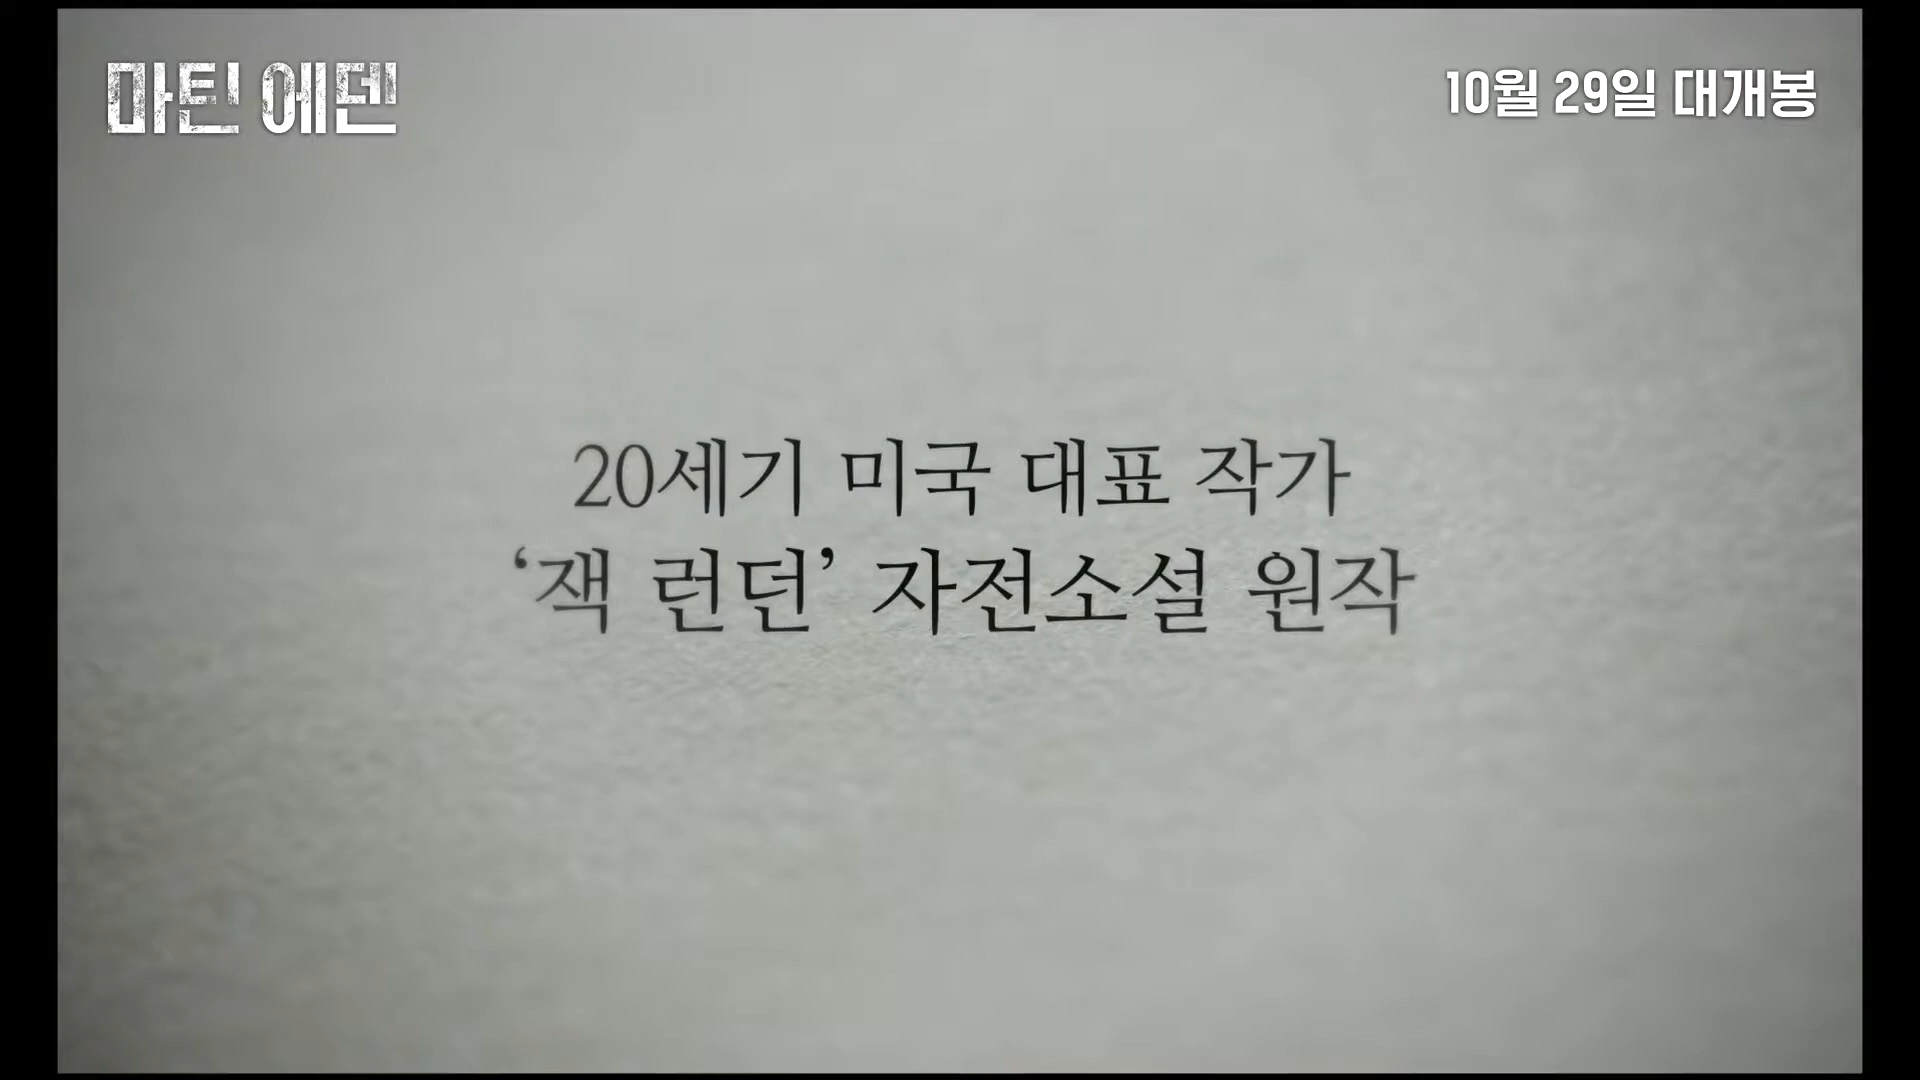 마틴 에덴
10월 29일 대개봉
20세기 미국 대표 작가
‘잭 런던’ 자전소설 원작